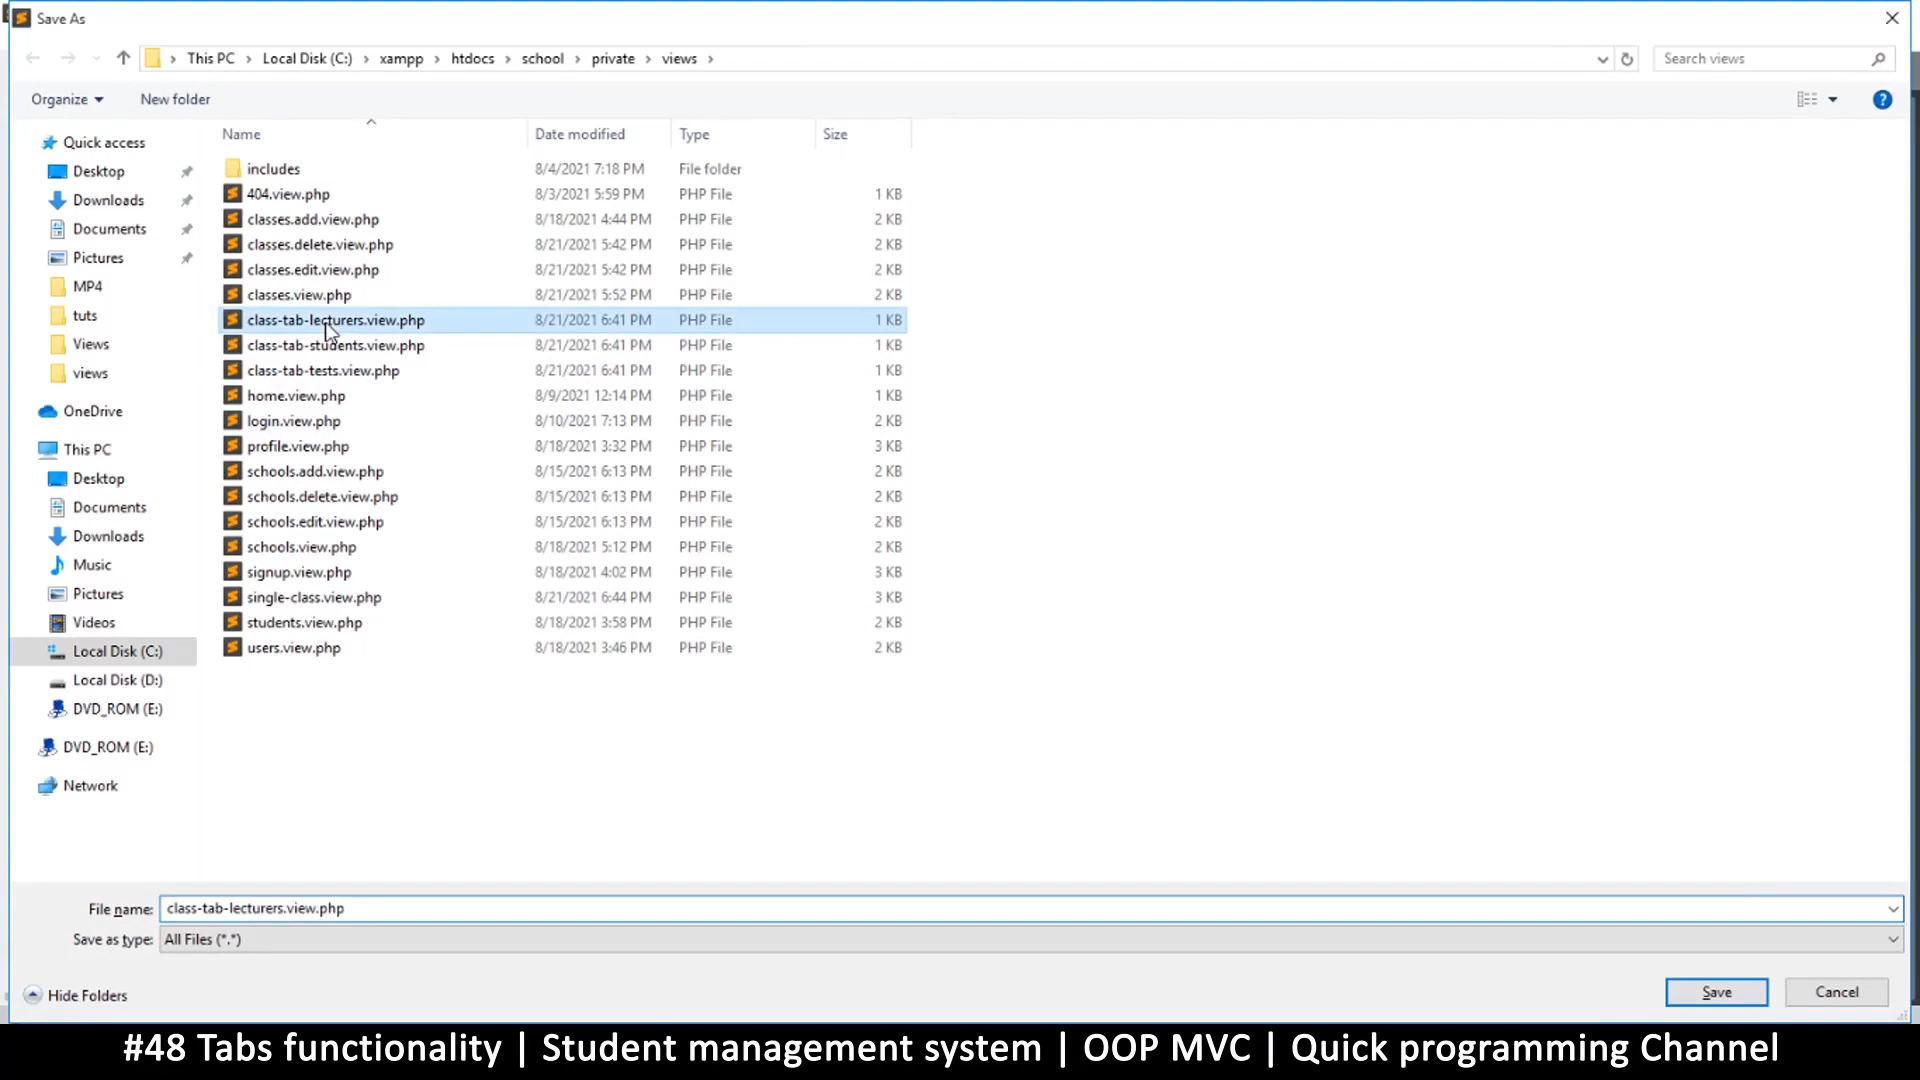 Save As
This PC > Local Disk (C:) > xampp > htdocs > school > private > views >
Search views
Organize
New folder
Name
Date modified
Type
Size
Quick access
Desktop
Downloads
Documents
Pictures
MP4
tuts
Views
views
OneDrive
This PC
Desktop
Documents
Downloads
Music
Pictures
Videos
Local Disk (C:)
Local Disk (D:)
DVD_ROM (E:)
DVD_ROM (E:)
Network
includes 8/4/2021 7:18 PM File folder
404.view.php 8/3/2021 5:59 PM PHP File 1 KB
classes.add.view.php 8/18/2021 4:44 PM PHP File 2 KB
classes.delete.view.php 8/21/2021 5:42 PM PHP File 2 KB
classes.edit.view.php 8/21/2021 5:42 PM PHP File 2 KB
classes.view.php 8/21/2021 5:52 PM PHP File 2 KB
class-tab-lecturers.view.php 8/21/2021 6:41 PM PHP File 1 KB
class-tab-students.view.php 8/21/2021 6:41 PM PHP File 1 KB
class-tab-tests.view.php 8/21/2021 6:41 PM PHP File 1 KB
home.view.php 8/9/2021 12:14 PM PHP File 1 KB
login.view.php 8/10/2021 7:13 PM PHP File 2 KB
profile.view.php 8/18/2021 3:32 PM PHP File 3 KB
schools.add.view.php 8/15/2021 6:13 PM PHP File 2 KB
schools.delete.view.php 8/15/2021 6:13 PM PHP File 2 KB
schools.edit.view.php 8/15/2021 6:13 PM PHP File 2 KB
schools.view.php 8/18/2021 5:12 PM PHP File 2 KB
signup.view.php 8/18/2021 4:02 PM PHP File 3 KB
single-class.view.php 8/21/2021 6:44 PM PHP File 3 KB
students.view.php 8/18/2021 3:58 PM PHP File 2 KB
users.view.php 8/18/2021 3:46 PM PHP File 2 KB
File name: class-tab-lecturers.view.php
Save as type: All Files (*.*)
Hide Folders
Save
Cancel
#48 Tabs functionality | Student management system | OOP MVC | Quick programming Channel